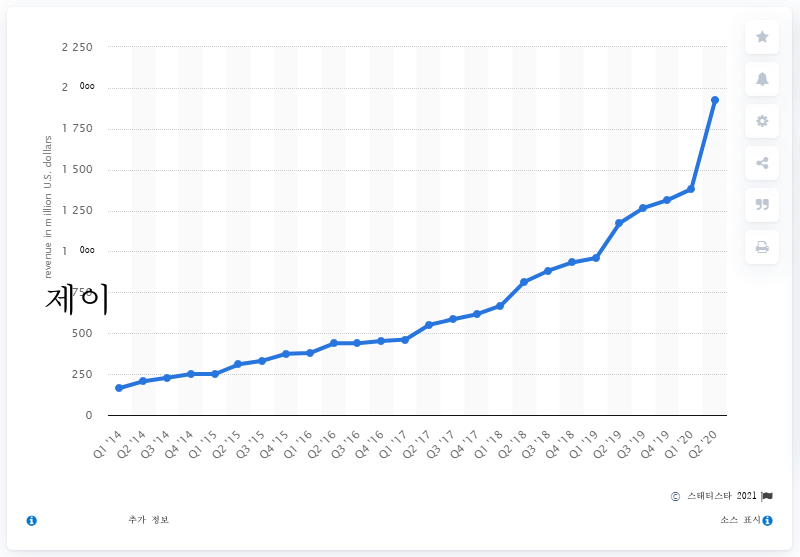 2 250
2 0००
1 750
1 500
1 250
1 0००
750
500
250
0
revenue in million U.S. dollars
제이
Q1 '14
Q2 '14
Q3 '14
Q4 '14
Q1 '15
Q2 '15
Q3 '15
Q4 '15
Q1 '16
Q2 '16
Q3 '16
Q4 '16
Q1 '17
Q2 '17
Q3 '17
Q4 '17
Q1 '18
Q2 '18
Q3 '18
Q4 '18
Q1 '19
Q2 '19
Q3 '19
Q4 '19
Q1 '20
Q2 '20
© 스태티스타 2021
추가 정보
소스 표시